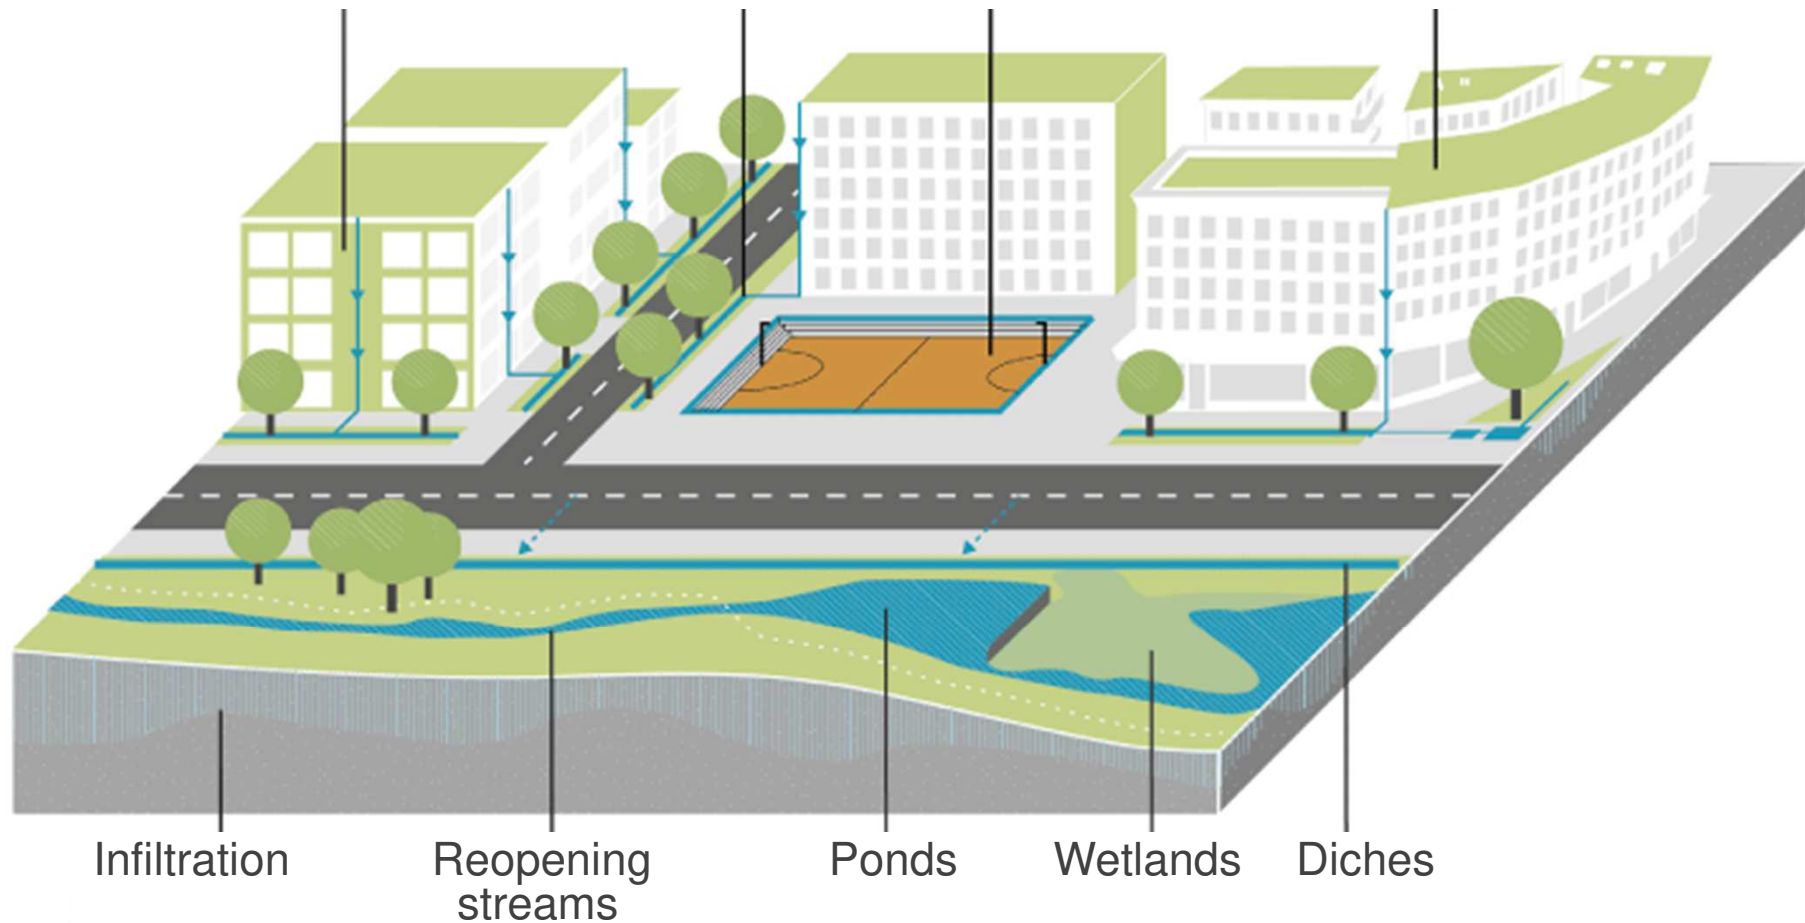 Infiltration
Reopening
streams
Ponds
Wetlands
Diches